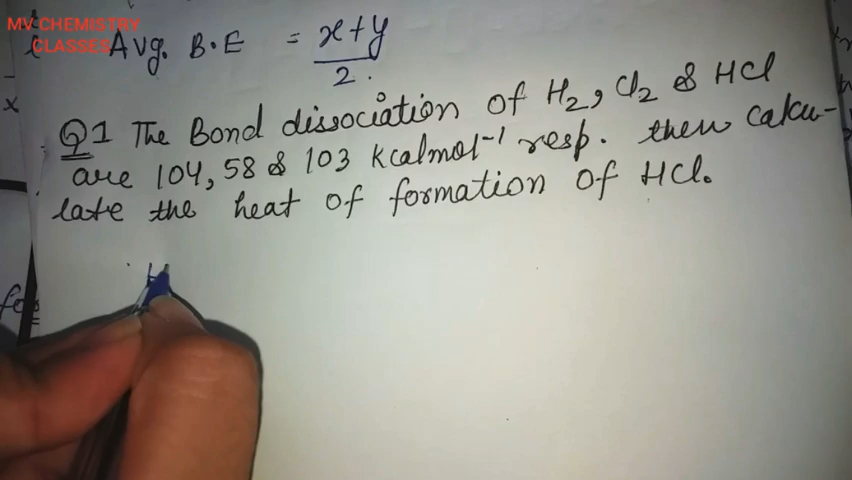 MV CHEMISTRY
CLASSES
Avg. B.E = x+y
2.
Q1 The Bond dissociation of H₂, Cl₂ & HCl
are 104, 58 & 103 Kcalmol⁻¹ resp. then calcu-
late the heat of formation of HCl.
H
x